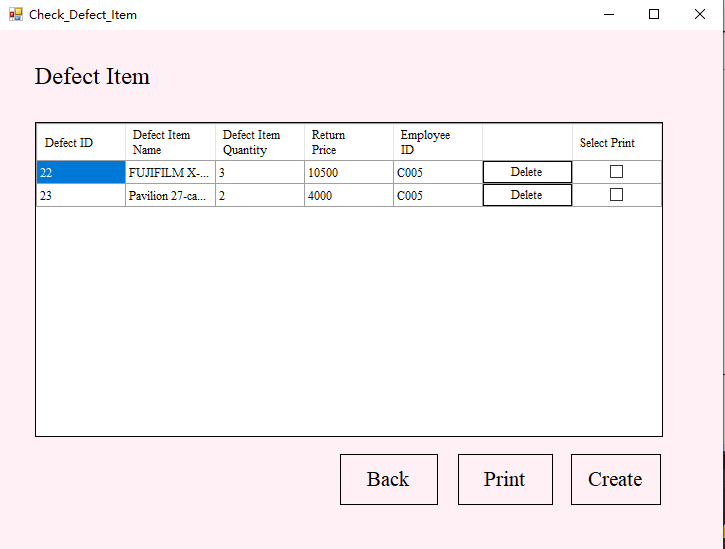 Check_Defect_Item
Defect Item
Defect ID Defect Item Name Defect Item Quantity Return Price Employee ID Select Print
22 FUJIFILM X-... 3 10500 C005 Delete
23 Pavilion 27-ca... 2 4000 C005 Delete
Back Print Create